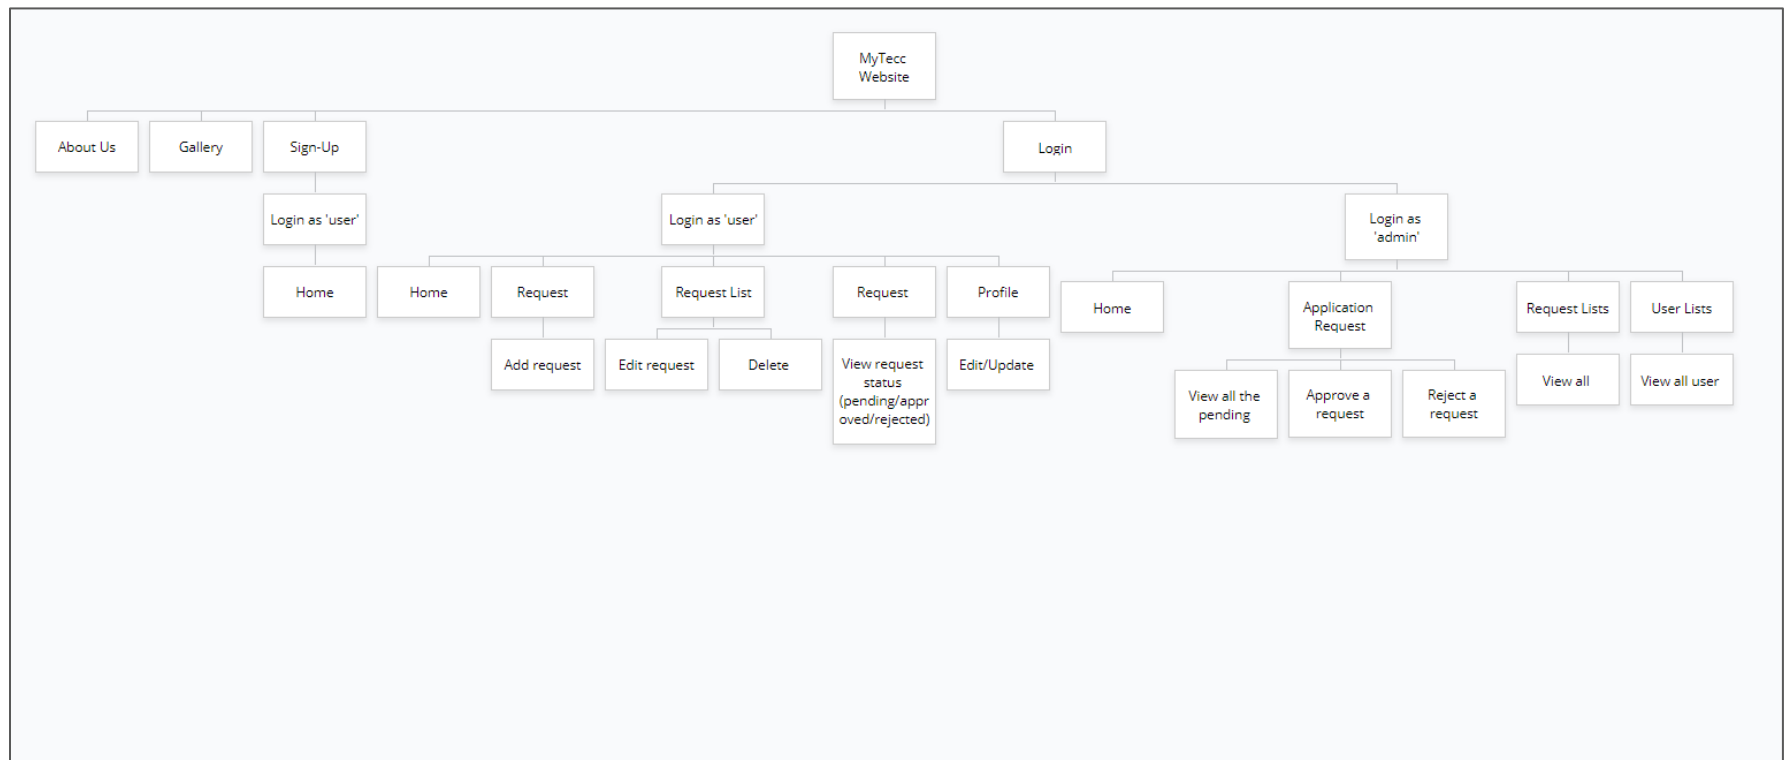 MyTecc
Website
About Us
Gallery
Sign-Up
Login
Login as 'user'
Login as 'user'
Login as
'admin'
Home
Home
Request
Request List
Request
Profile
Home
Application
Request
Request Lists
User Lists
Add request
Edit request
Delete
View request
status
(pending/appr
oved/rejected)
Edit/Update
View all the
pending
Approve a
request
Reject a
request
View all
View all user